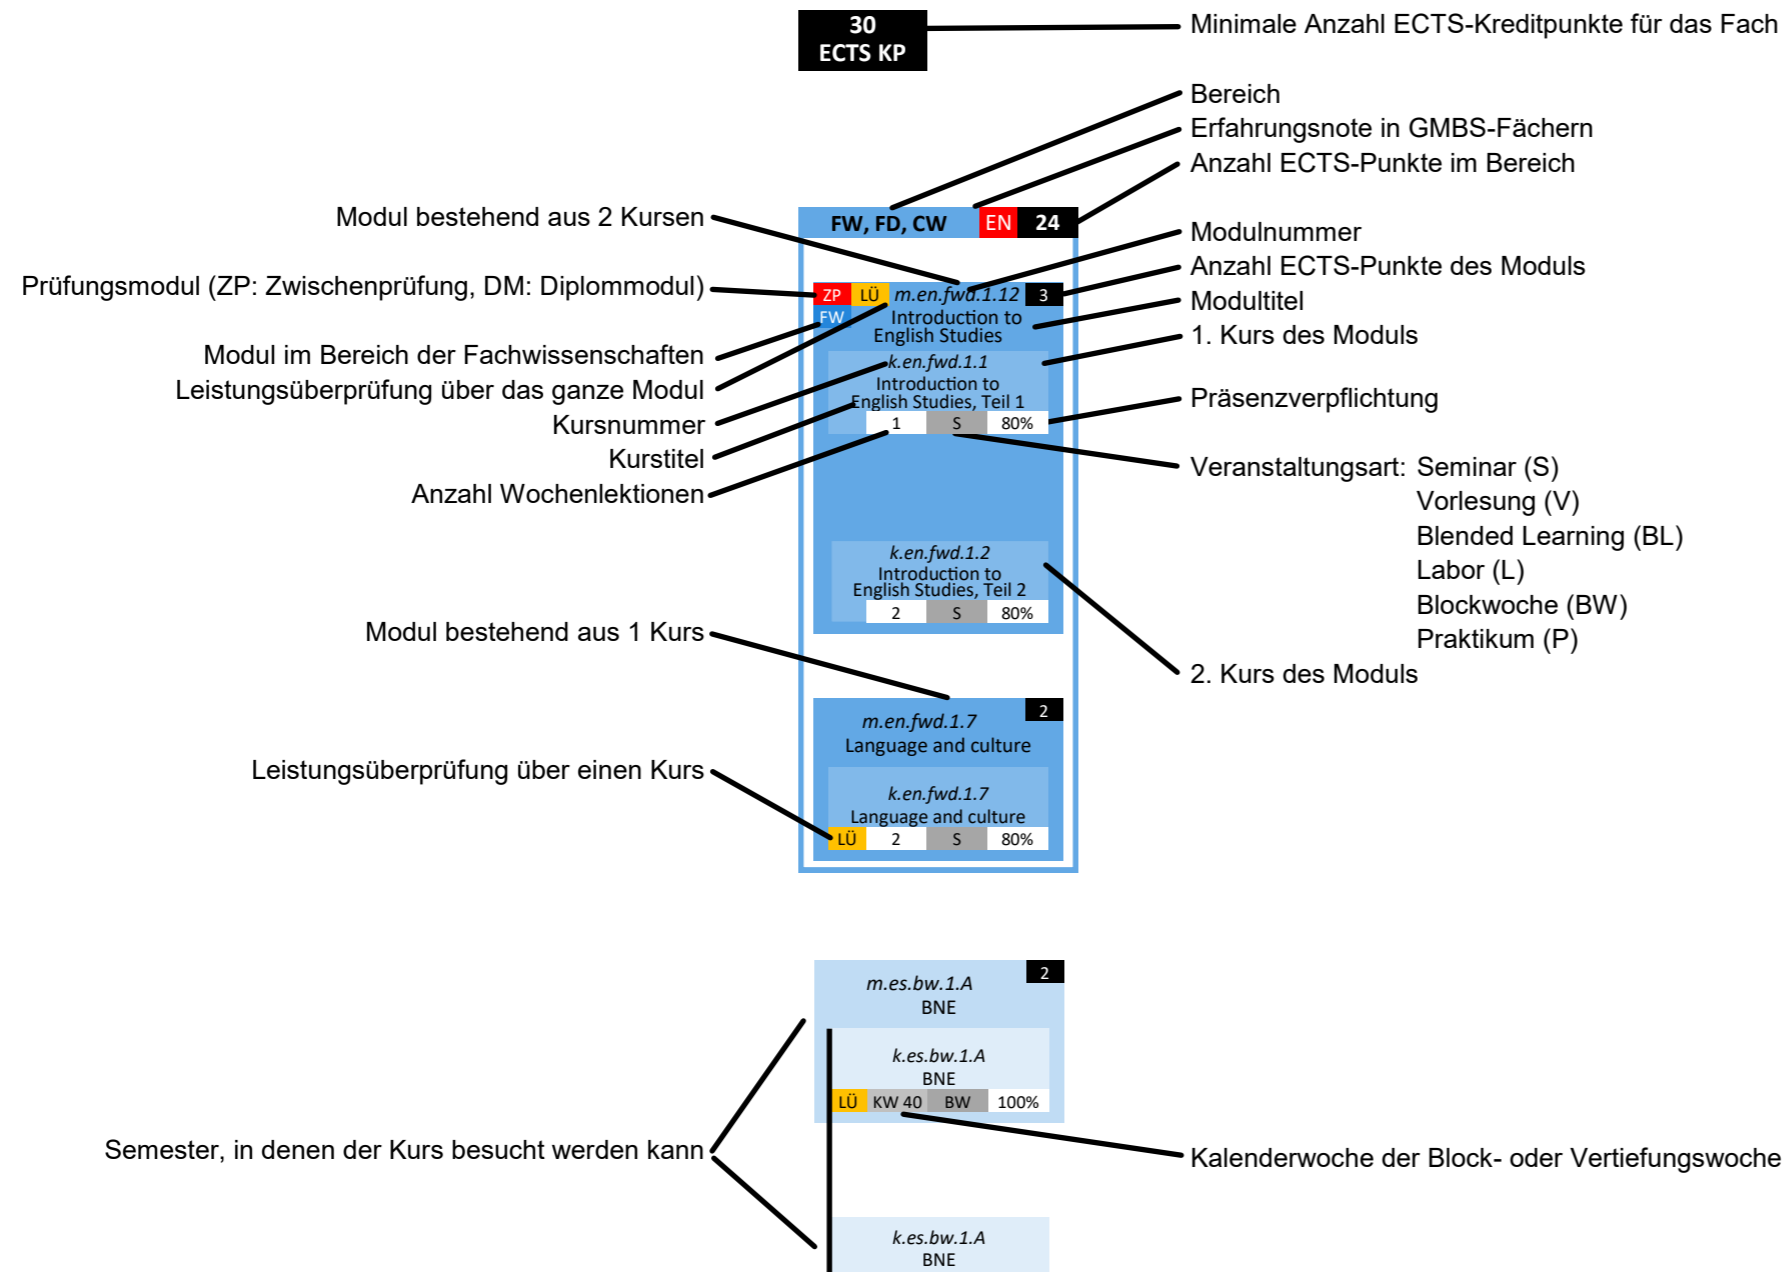 30
ECTS KP
Minimale Anzahl ECTS-Kreditpunkte für das Fach
Bereich
Erfahrungsnote in GMBS-Fächern
Anzahl ECTS-Punkte im Bereich
Modul bestehend aus 2 Kursen
FW, FD, CW EN 24
Modulnummer
Anzahl ECTS-Punkte des Moduls
Prüfungsmodul (ZP: Zwischenprüfung, DM: Diplommodul)
ZP LÜ m.en.fwd.1.12 3
FW Introduction to
English Studies
Modultitel
1. Kurs des Moduls
Modul im Bereich der Fachwissenschaften
Leistungsüberprüfung über das ganze Modul
k.en.fwd.1.1
Introduction to
English Studies, Teil 1
1 S 80%
Präsenzverpflichtung
Kursnummer
Kurstitel
Anzahl Wochenlektionen
Veranstaltungsart: Seminar (S)
Vorlesung (V)
Blended Learning (BL)
Labor (L)
Blockwoche (BW)
Praktikum (P)
k.en.fwd.1.2
Introduction to
English Studies, Teil 2
2 S 80%
Modul bestehend aus 1 Kurs
2. Kurs des Moduls
m.en.fwd.1.7 2
Language and culture
Leistungsüberprüfung über einen Kurs
k.en.fwd.1.7
Language and culture
LÜ 2 S 80%
m.es.bw.1.A 2
BNE
k.es.bw.1.A
BNE
LÜ KW 40 BW 100%
Semester, in denen der Kurs besucht werden kann
Kalenderwoche der Block- oder Vertiefungswoche
k.es.bw.1.A
BNE